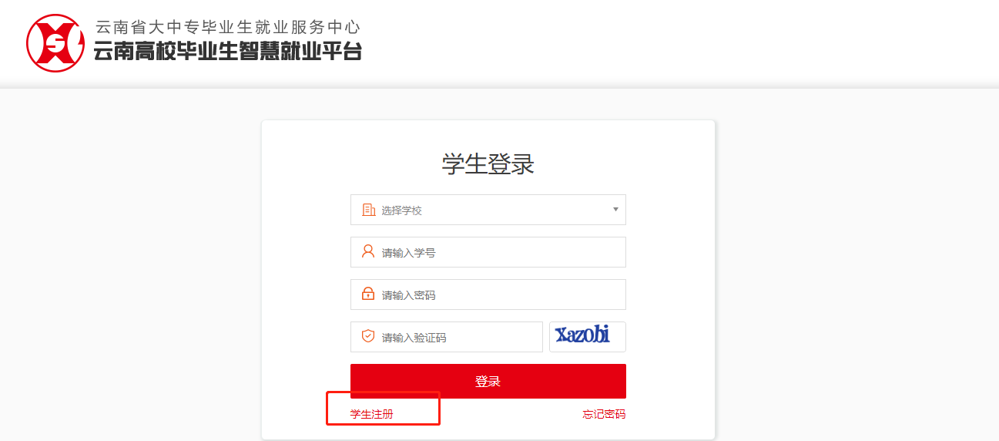 云南省大中专毕业生就业服务中心
云南高校毕业生智慧就业平台
学生登录
选择学校
请输入学号
请输入密码
请输入验证码
xazobi
登录
学生注册
忘记密码